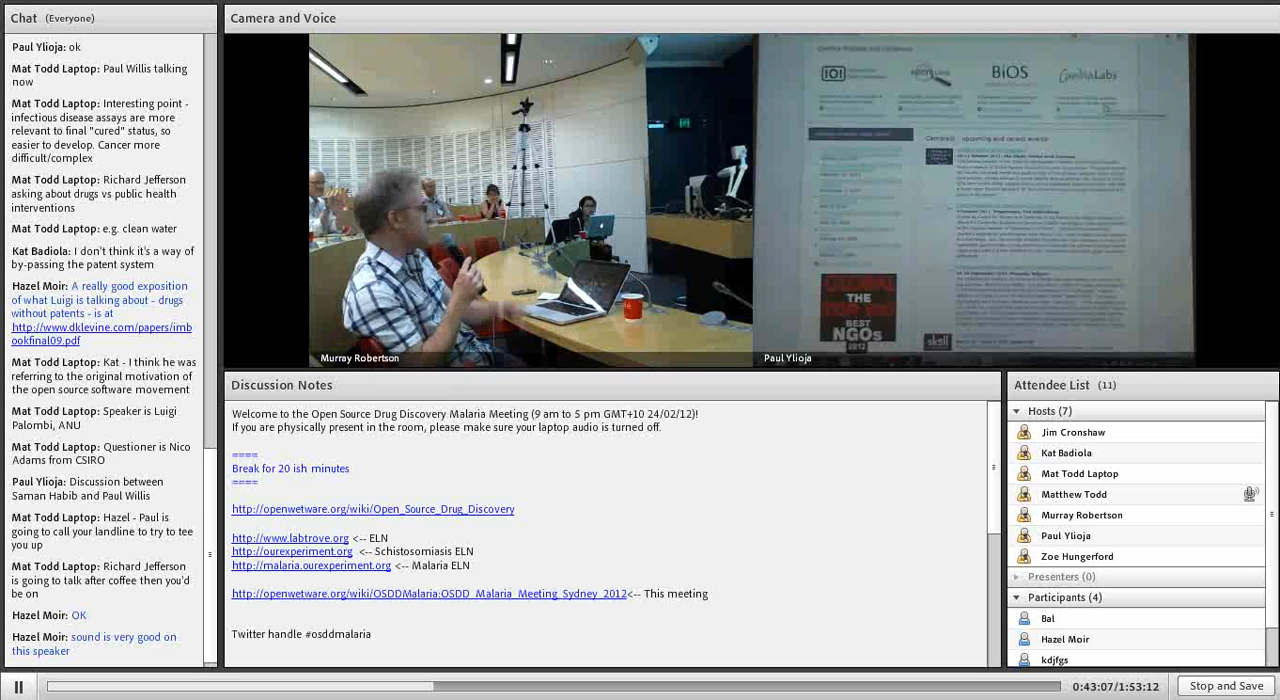 Chat (Everyone)
Paul Ylioja: ok
Mat Todd Laptop: Paul Willis talking
now
Mat Todd Laptop: Interesting point -
infectious disease assays are more
relevant to final "cured" status, so
easier to develop. Cancer more
difficult/complex
Mat Todd Laptop: Richard Jefferson
asking about drugs vs public health
interventions
Mat Todd Laptop: e.g. clean water
Kat Badiola: I don't think it's a way of
by-passing the patent system
Hazel Moir: A really good exposition
of what Luigi is talking about - drugs
without patents - is at
http://www.dklevine.com/papers/imb
ookfinal09.pdf
Mat Todd Laptop: Kat - I think he was
referring to the original motivation of
the open source software movement
Mat Todd Laptop: Speaker is Luigi
Palombi, ANU
Mat Todd Laptop: Questioner is Nico
Adams from CSIRO
Paul Ylioja: Discussion between
Saman Habib and Paul Willis
Mat Todd Laptop: Hazel - Paul is
going to call your landline to try to tee
you up
Mat Todd Laptop: Richard Jefferson
is going to talk after coffee then you'd
be on
Hazel Moir: OK
Hazel Moir: sound is very good on
this speaker
Camera and Voice
Murray Robertson
IOI
BiOS
CambiaLabs
upcoming and recent events
THE
BEST
NGOs
2012
skoll
Paul Ylioja
Discussion Notes
Welcome to the Open Source Drug Discovery Malaria Meeting (9 am to 5 pm GMT+10 24/02/12)!
If you are physically present in the room, please make sure your laptop audio is turned off.
====
Break for 20 ish minutes
====
http://openwetware.org/wiki/Open_Source_Drug_Discovery
http://www.labtrove.org <-- ELN
http://ourexperiment.org <-- Schistosomiasis ELN
http://malaria.ourexperiment.org <-- Malaria ELN
http://openwetware.org/wiki/OSDDMalaria:OSDD_Malaria_Meeting_Sydney_2012<-- This meeting
Twitter handle #osddmalaria
Attendee List (11)
Hosts (7)
Jim Cronshaw
Kat Badiola
Mat Todd Laptop
Matthew Todd
Murray Robertson
Paul Ylioja
Zoe Hungerford
Presenters (0)
Participants (4)
Bal
Hazel Moir
kdjfgs
0:43:07/1:53:12
Stop and Save